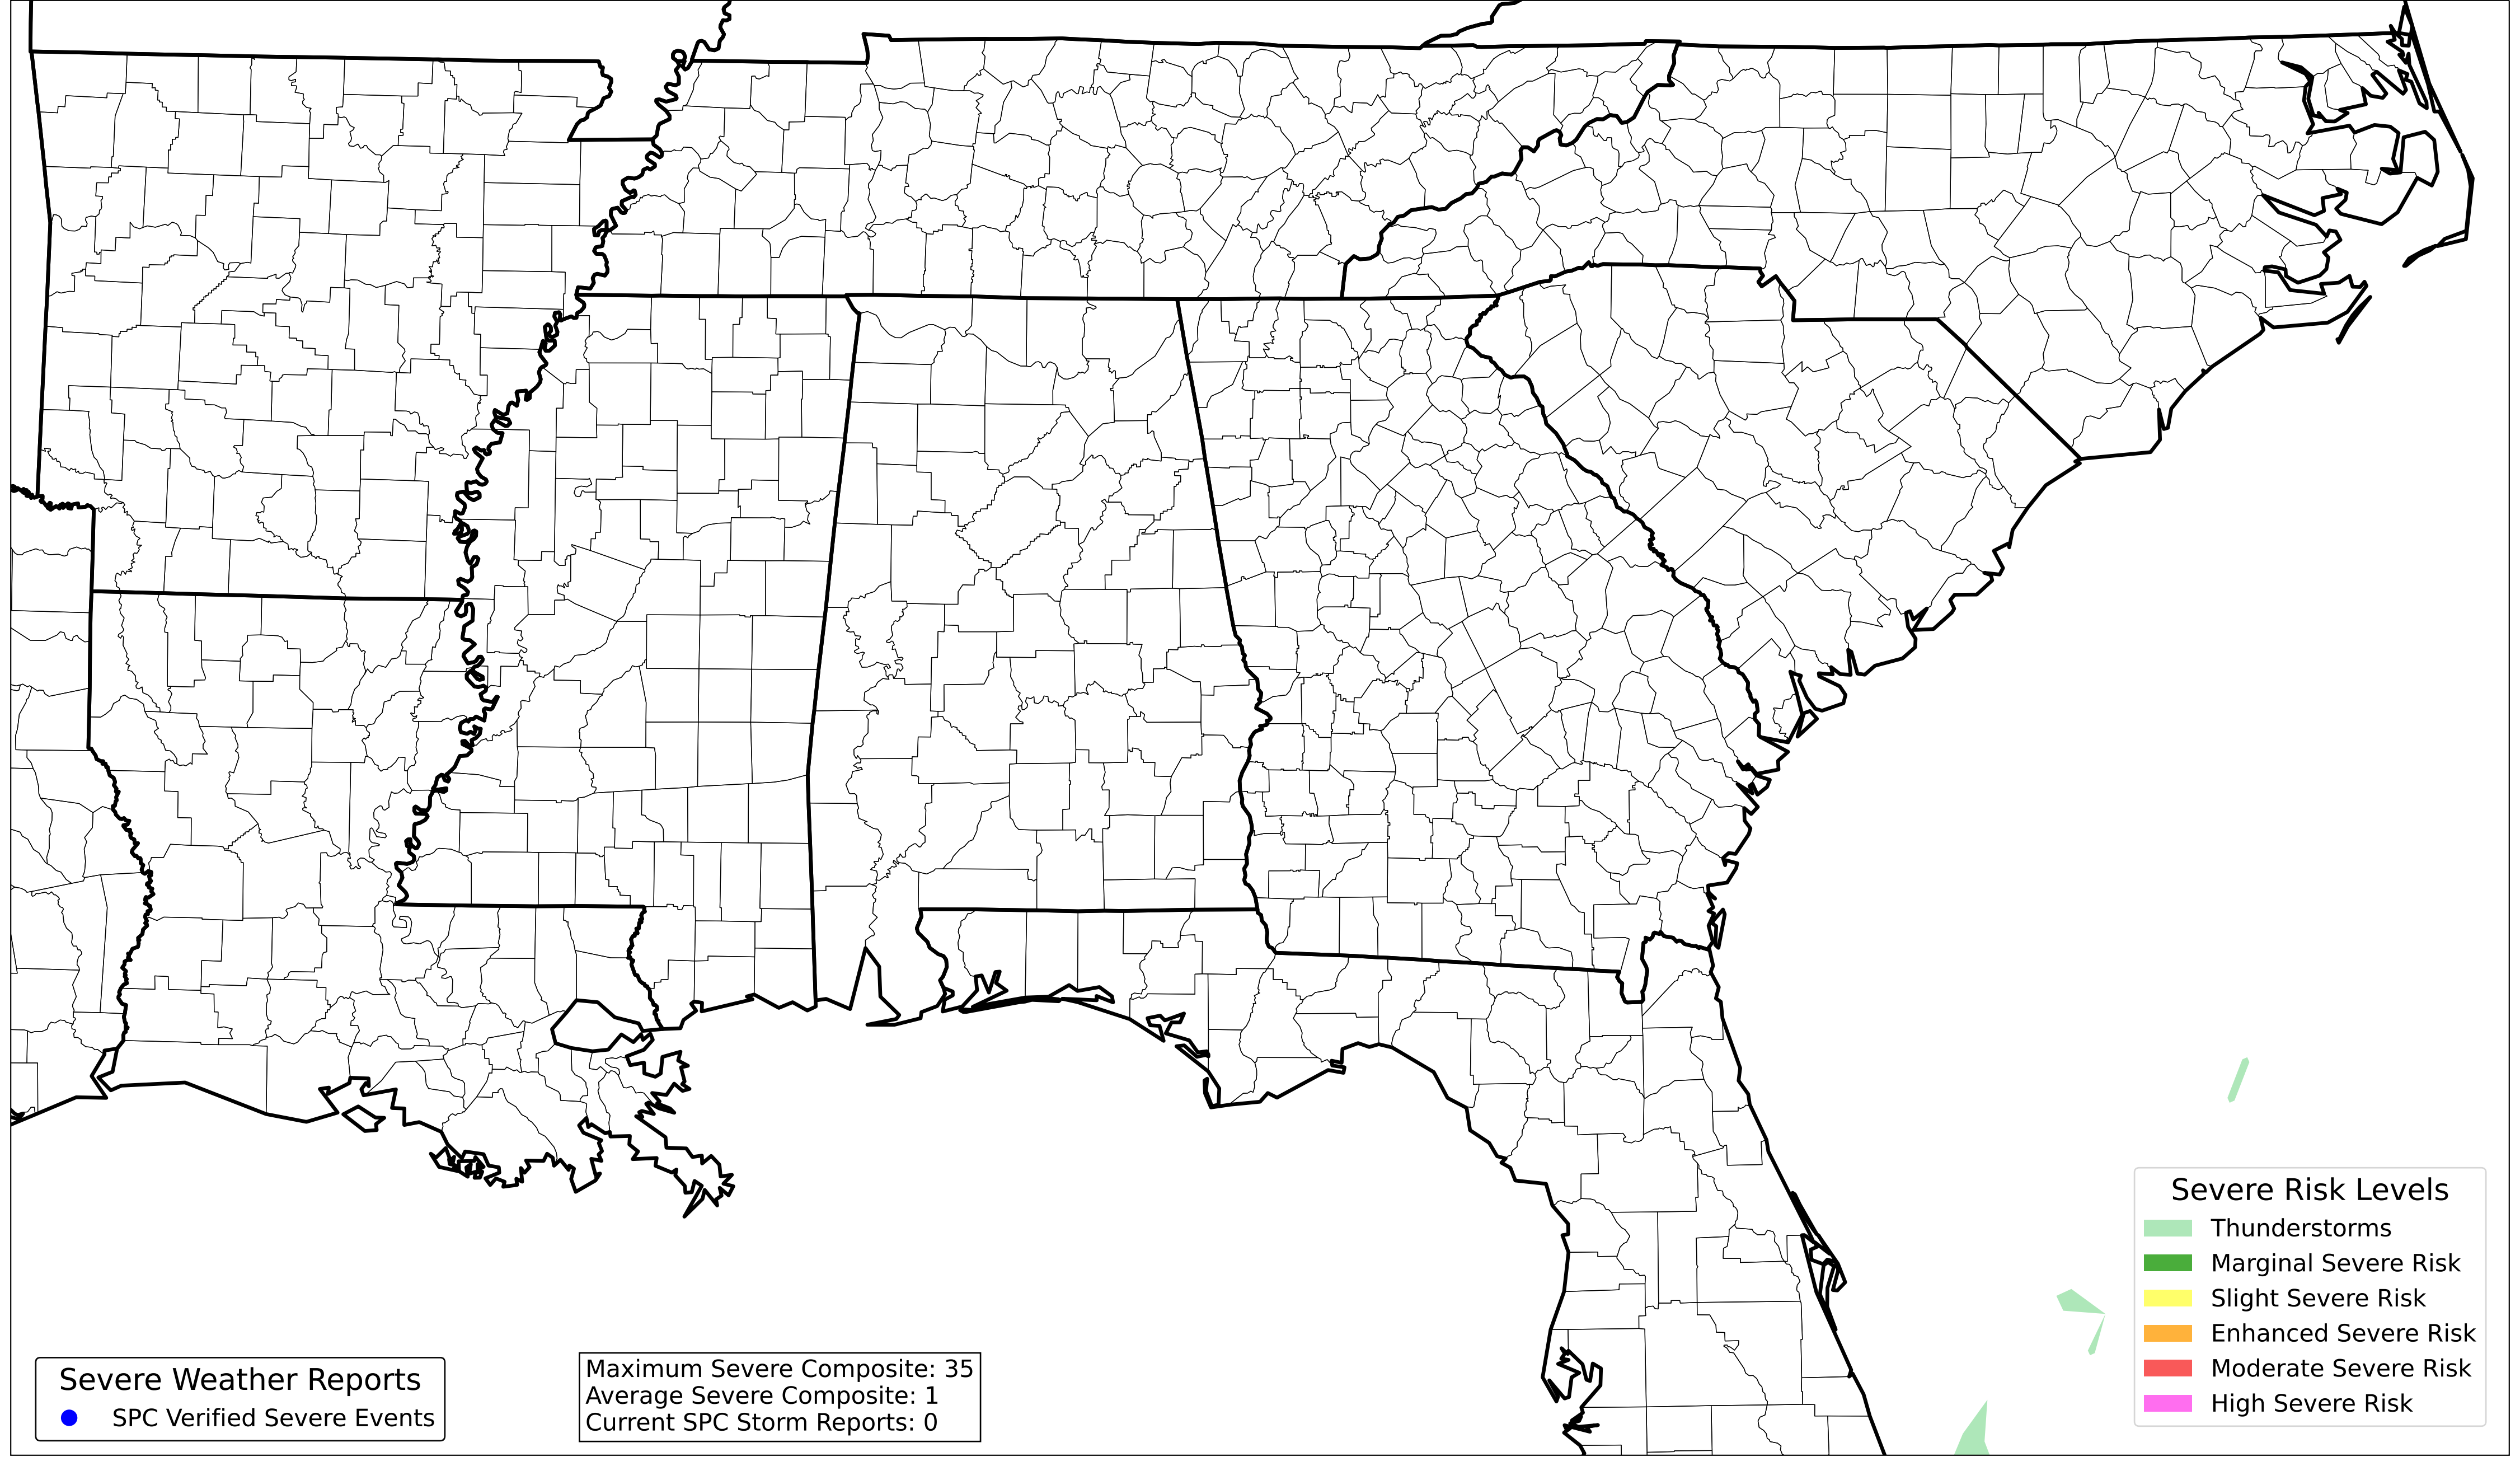 Severe Risk Levels
Thunderstorms
Marginal Severe Risk
Slight Severe Risk
Enhanced Severe Risk
Moderate Severe Risk
High Severe Risk
Severe Weather Reports
SPC Verified Severe Events
Maximum Severe Composite: 35
Average Severe Composite: 1
Current SPC Storm Reports: 0